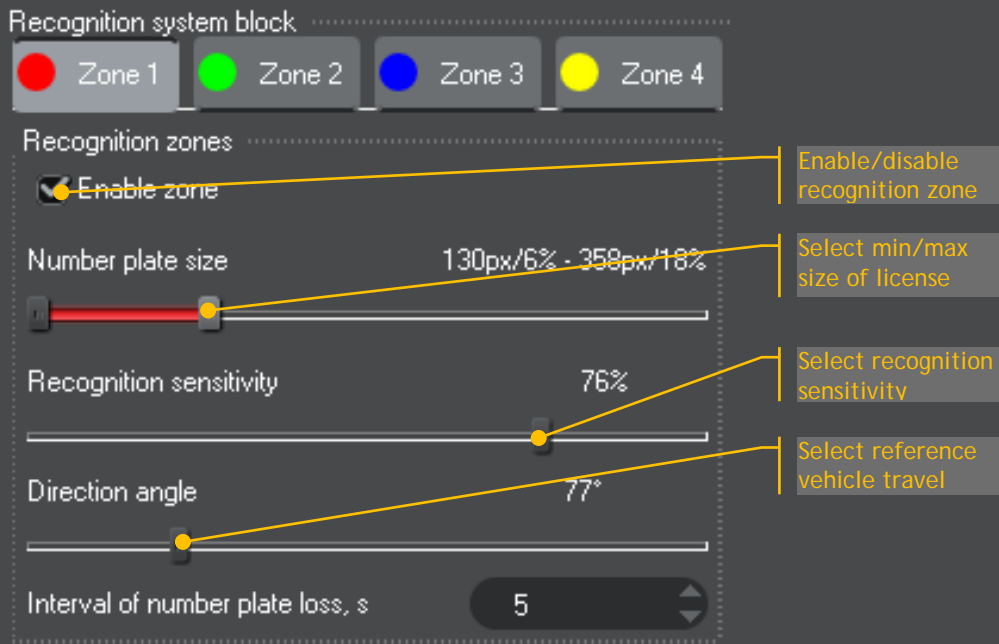 Recognition system block
Zone 1
Zone 2
Zone 3
Zone 4
Recognition zones
Enable zone
Number plate size 130px/6% - 358px/18%
Recognition sensitivity 76%
Direction angle 77°
Interval of number plate loss, s 5
Enable/disable
recognition zone
Select min/max
size of license
Select recognition
sensitivity
Select reference
vehicle travel